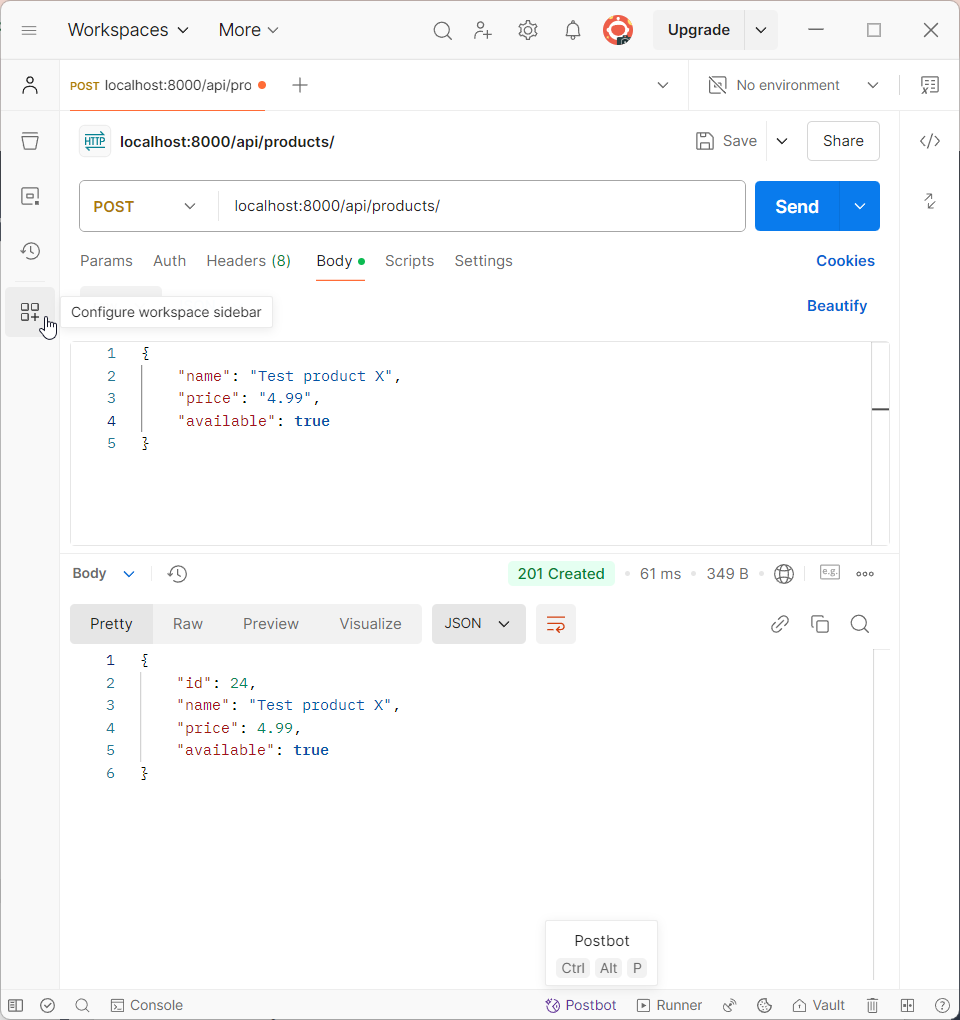 Workspaces More Upgrade
POST localhost:8000/api/pro No environment
HTTP localhost:8000/api/products/ Save Share
POST localhost:8000/api/products/ Send
Params Auth Headers (8) Body Scripts Settings Cookies
Configure workspace sidebar Beautify
1 {
2 "name": "Test product X",
3 "price": "4.99",
4 "available": true
5 }
Body 201 Created 61 ms 349 B e.g.
Pretty Raw Preview Visualize JSON
1 {
2 "id": 24,
3 "name": "Test product X",
4 "price": 4.99,
5 "available": true
6 }
Postbot
Ctrl Alt P
Console Postbot Runner Vault